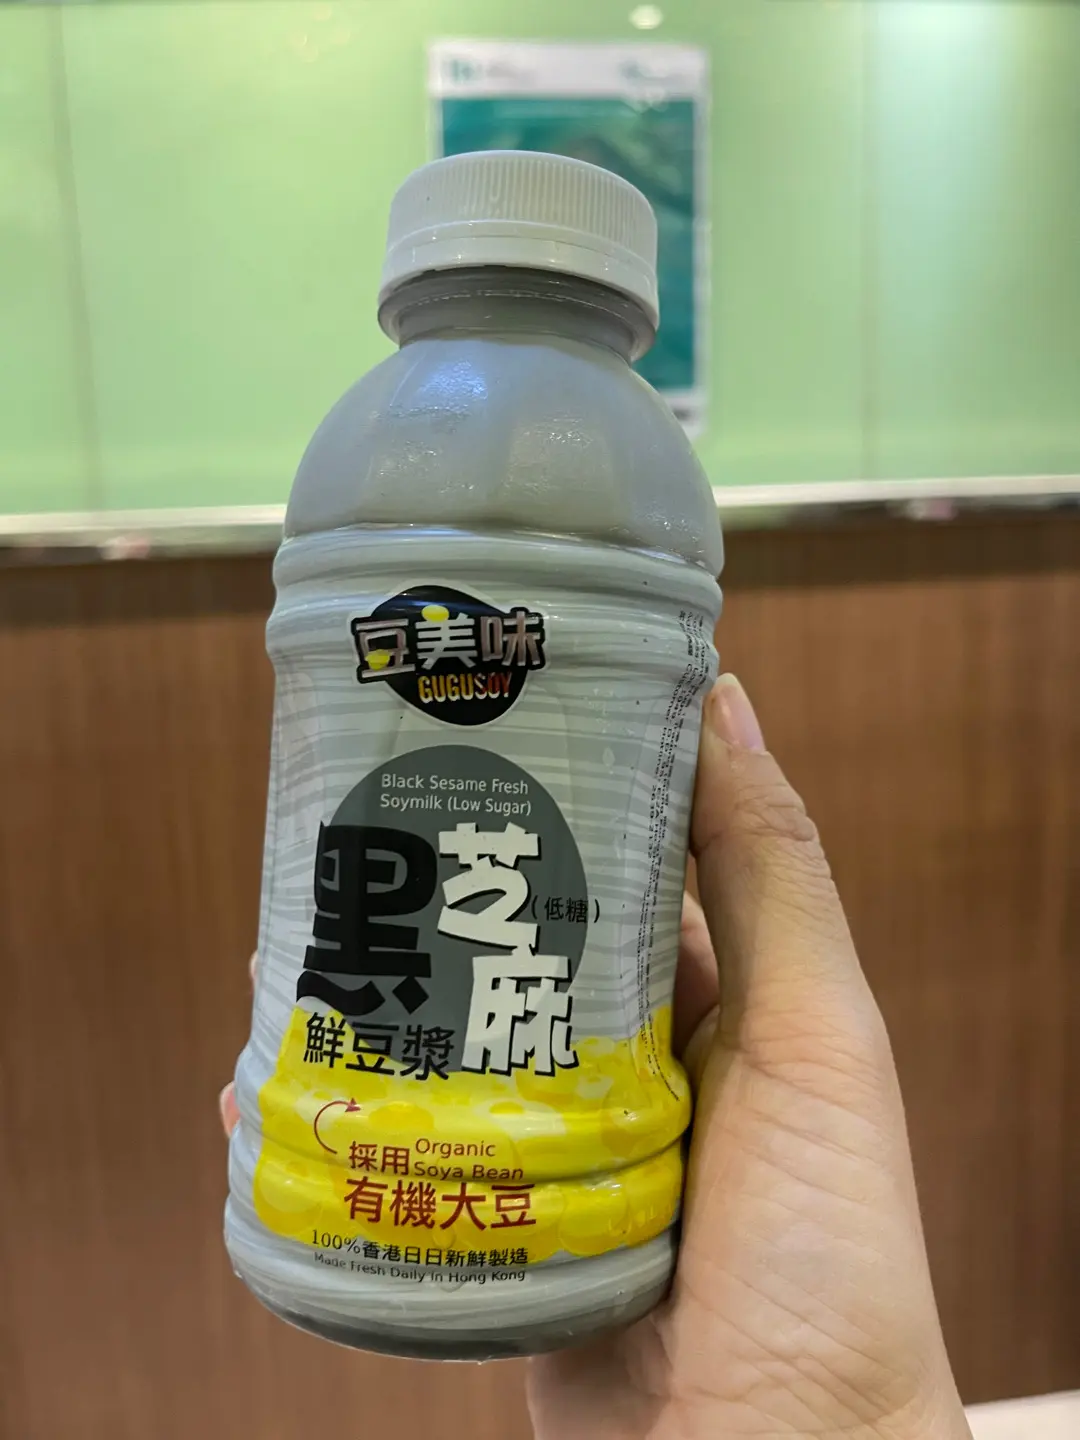 豆美味
GUGUSOY
Black Sesame Fresh
Soymilk (Low Sugar)
黑芝麻
(低糖)
鮮豆漿
採用 Organic
Soya Bean
有機大豆
100%香港日日新鮮製造
Made Fresh Daily in Hong Kong